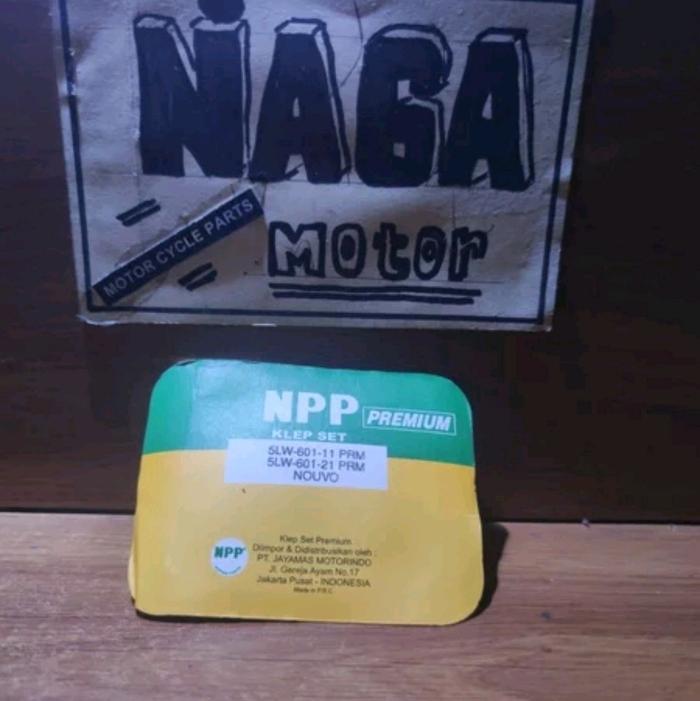 NAGA
MOTOR CYCLE PARTS
Motor
NPP PREMIUM
KLEP SET
5LW-601-11 PRM
5LW-601-21 PRM
NOUVO
NPP
Klep Set Premium
Diimpor & Didistribusikan oleh :
PT. JAYAMAS MOTORINDO
Jl. Gereja Ayam No.17
Jakarta Pusat - INDONESIA
Made in P.R.C